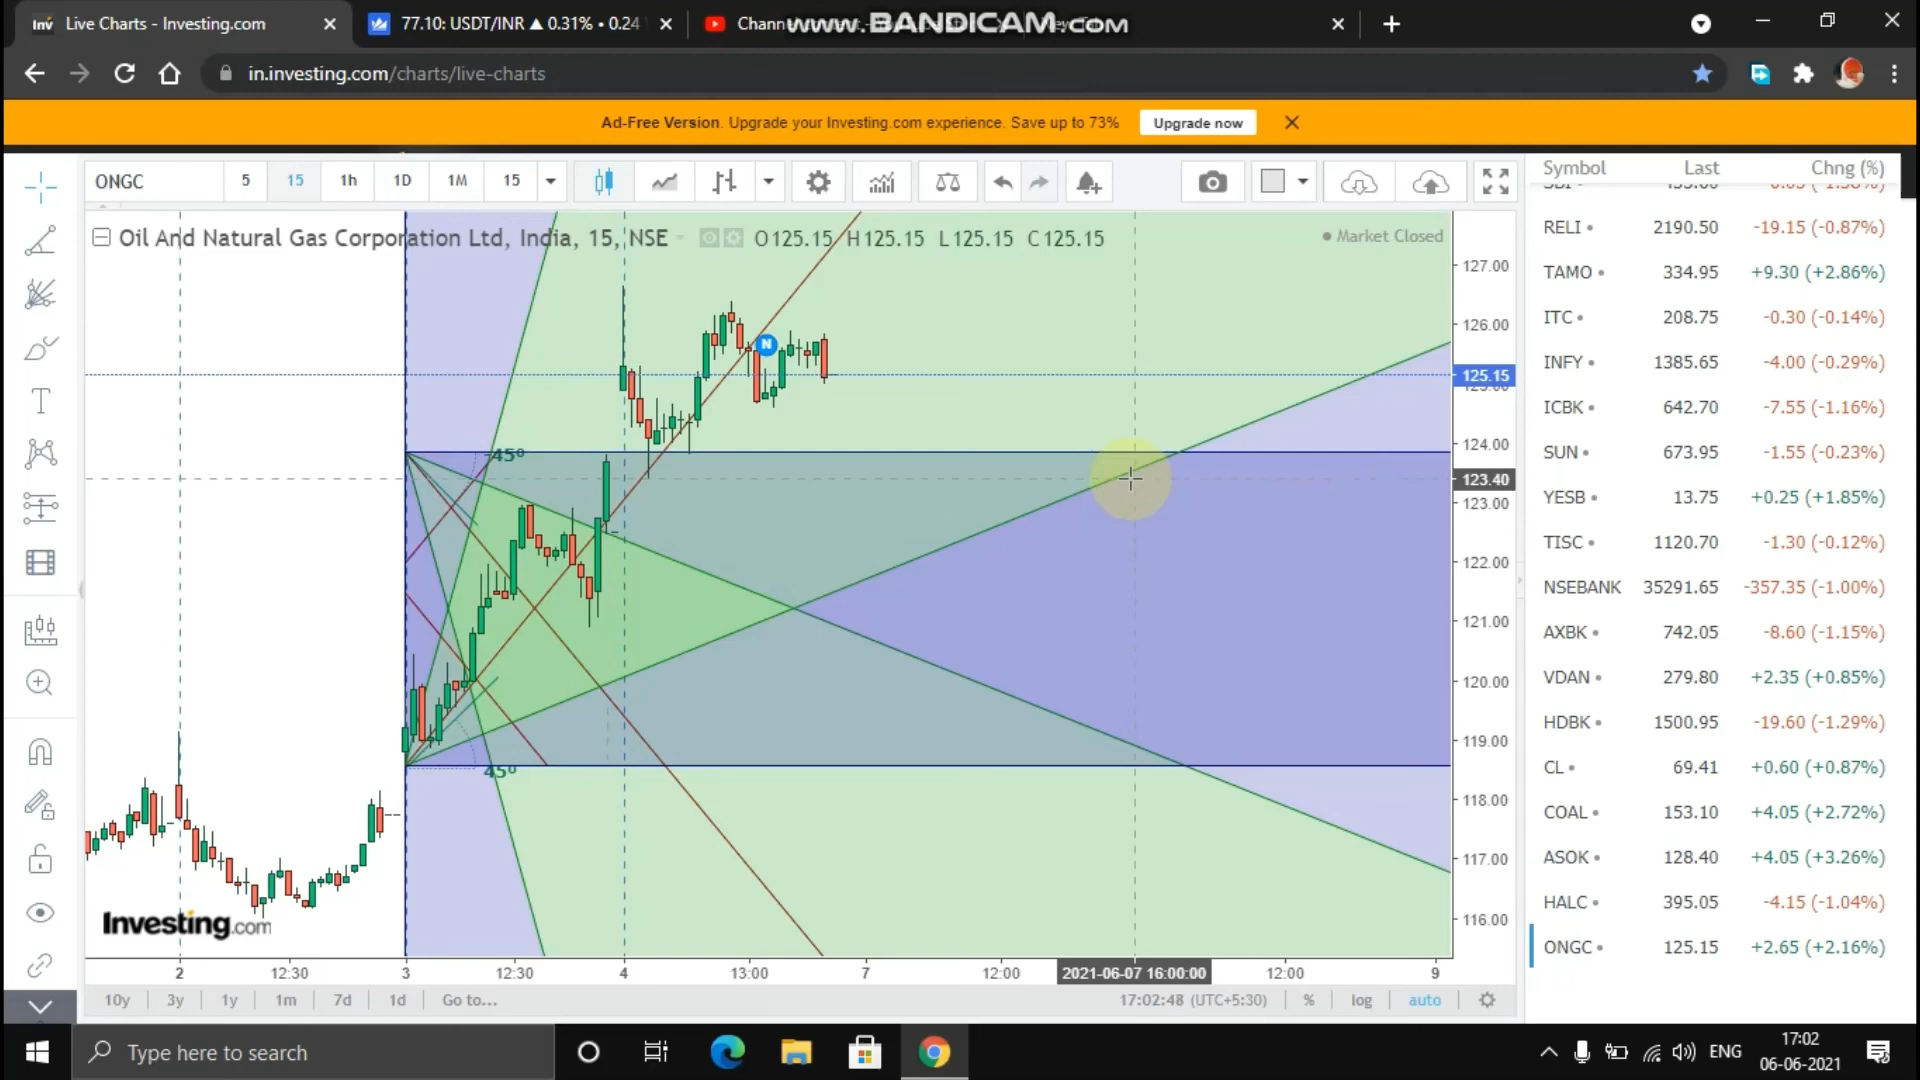 Live Charts - Investing.com
77.10: USDT/INR ▲ 0.31% • 0.24
Chann
www.BANDICAM.com
in.investing.com/charts/live-charts
Ad-Free Version. Upgrade your Investing.com experience. Save up to 73%
Upgrade now
ONGC
5
15
1h
1D
1M
15
Oil And Natural Gas Corporation Ltd, India, 15, NSE
O125.15 H125.15 L125.15 C125.15
Market Closed
127.00
126.00
125.15
124.00
123.40
123.00
122.00
121.00
120.00
119.00
118.00
117.00
116.00
-45º
45º
N
Investing.com
2
12:30
3
12:30
4
13:00
7
12:00
2021-06-07 16:00:00
12:00
9
10y
3y
1y
1m
7d
1d
Go to...
17:02:48 (UTC+5:30)
%
log
auto
Symbol Last Chng (%)
RELI 2190.50 -19.15 (-0.87%)
TAMO 334.95 +9.30 (+2.86%)
ITC 208.75 -0.30 (-0.14%)
INFY 1385.65 -4.00 (-0.29%)
ICBK 642.70 -7.55 (-1.16%)
SUN 673.95 -1.55 (-0.23%)
YESB 13.75 +0.25 (+1.85%)
TISC 1120.70 -1.30 (-0.12%)
NSEBANK 35291.65 -357.35 (-1.00%)
AXBK 742.05 -8.60 (-1.15%)
VDAN 279.80 +2.35 (+0.85%)
HDBK 1500.95 -19.60 (-1.29%)
CL 69.41 +0.60 (+0.87%)
COAL 153.10 +4.05 (+2.72%)
ASOK 128.40 +4.05 (+3.26%)
HALC 395.05 -4.15 (-1.04%)
ONGC 125.15 +2.65 (+2.16%)
Type here to search
ENG
17:02
06-06-2021